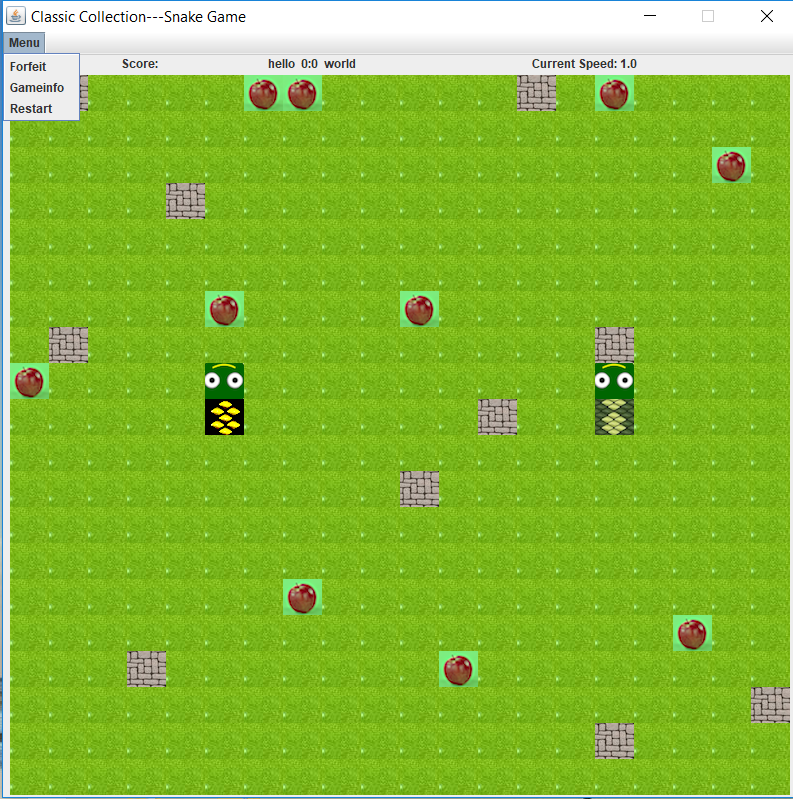 Classic Collection---Snake Game
Menu
Score: hello 0:0 world Current Speed: 1.0
Forfeit
Gameinfo
Restart